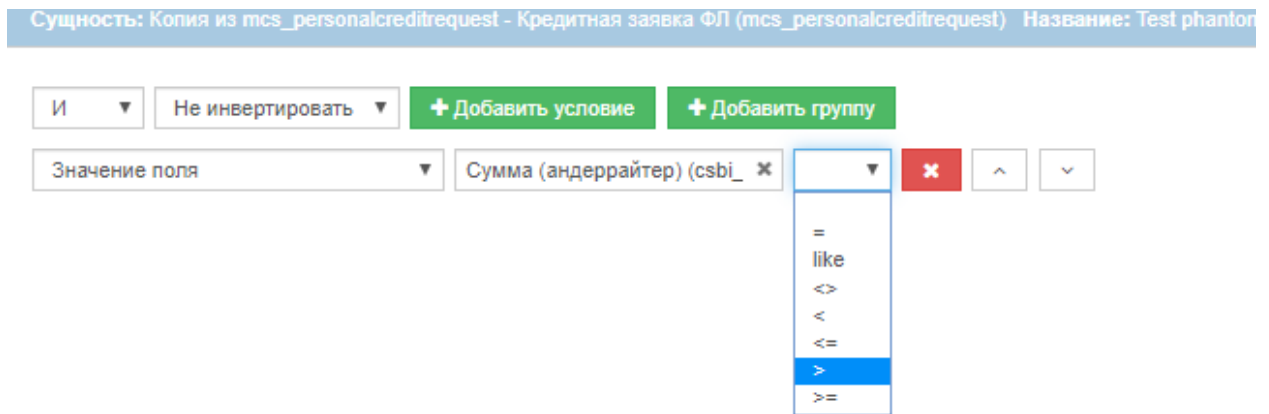 Сущность: Копия из mcs_personalcreditrequest - Кредитная заявка ФЛ (mcs_personalcreditrequest) Название: Test phantom
И Не инвертировать + Добавить условие + Добавить группу
Значение поля Сумма (андеррайтер) (csbi_
=
like
<>
<
<=
>
>=